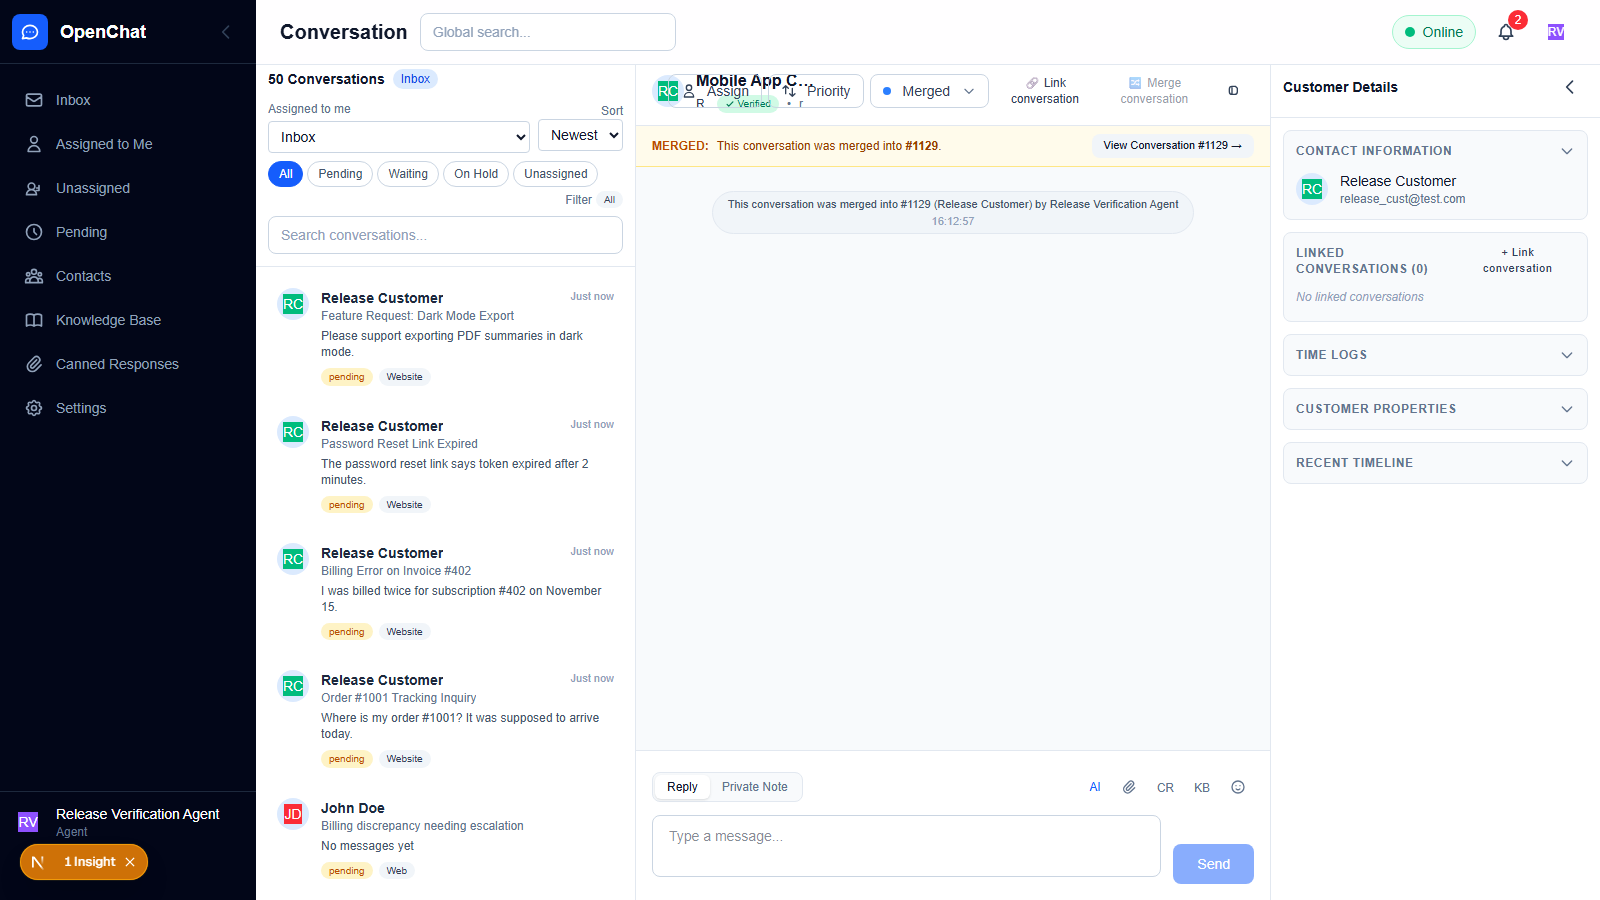 OpenChat
Inbox
Assigned to Me
Unassigned
Pending
Contacts
Knowledge Base
Canned Responses
Settings
RV
Release Verification Agent
Agent
1 Insight
Conversation
Global search...
Online
2
RV
50 Conversations
Inbox
Assigned to me
Sort
Inbox
Newest
All
Pending
Waiting
On Hold
Unassigned
Filter
All
Search conversations...
RC
Release Customer
Just now
Feature Request: Dark Mode Export
Please support exporting PDF summaries in dark
mode.
pending
Website
RC
Release Customer
Just now
Password Reset Link Expired
The password reset link says token expired after 2
minutes.
pending
Website
RC
Release Customer
Just now
Billing Error on Invoice #402
I was billed twice for subscription #402 on November
15.
pending
Website
RC
Release Customer
Just now
Order #1001 Tracking Inquiry
Where is my order #1001? It was supposed to arrive
today.
pending
Website
JD
John Doe
Billing discrepancy needing escalation
No messages yet
pending
Web
RC
Mobile App C...
R
✓ Verified
• r
Assign
Priority
Merged
Link
conversation
Merge
conversation
MERGED: This conversation was merged into #1129.
View Conversation #1129 →
This conversation was merged into #1129 (Release Customer) by Release Verification Agent
16:12:57
Reply
Private Note
AI
CR
KB
Type a message...
Send
Customer Details
CONTACT INFORMATION
RC
Release Customer
release_cust@test.com
LINKED
CONVERSATIONS (0)
+ Link
conversation
No linked conversations
TIME LOGS
CUSTOMER PROPERTIES
RECENT TIMELINE